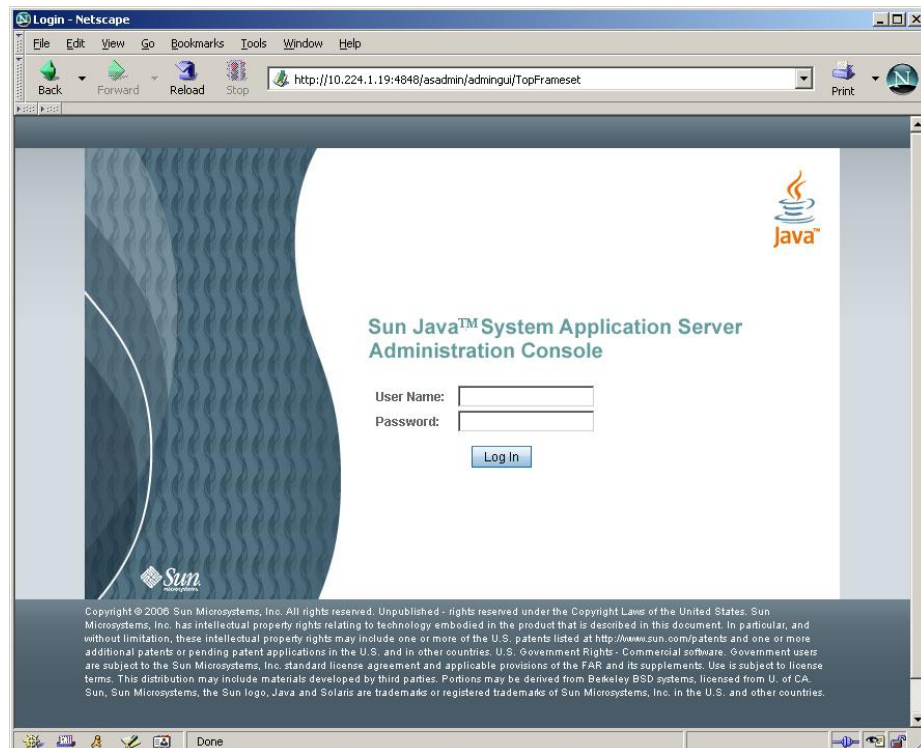 Login - Netscape
File Edit View Go Bookmarks Tools Window Help
Back Forward Reload Stop http://10.224.1.19:4848/asadmin/admingui/TopFrameset Print N
Java™
Sun Java™ System Application Server
Administration Console
User Name:
Password:
Log In
Sun
microsystems
Copyright © 2006 Sun Microsystems, Inc. All rights reserved. Unpublished - rights reserved under the Copyright Laws of the United States. Sun
Microsystems, Inc. has intellectual property rights relating to technology embodied in the product that is described in this document. In particular, and
without limitation, these intellectual property rights may include one or more of the U.S. patents listed at http://www.sun.com/patents and one or more
additional patents or pending patent applications in the U.S. and in other countries. U.S. Government Rights - Commercial software. Government users
are subject to the Sun Microsystems, Inc. standard license agreement and applicable provisions of the FAR and its supplements. Use is subject to license
terms. This distribution may include materials developed by third parties. Portions may be derived from Berkeley BSD systems, licensed from U. of CA.
Sun, Sun Microsystems, the Sun logo, Java and Solaris are trademarks or registered trademarks of Sun Microsystems, Inc. in the U.S. and other countries.
Done